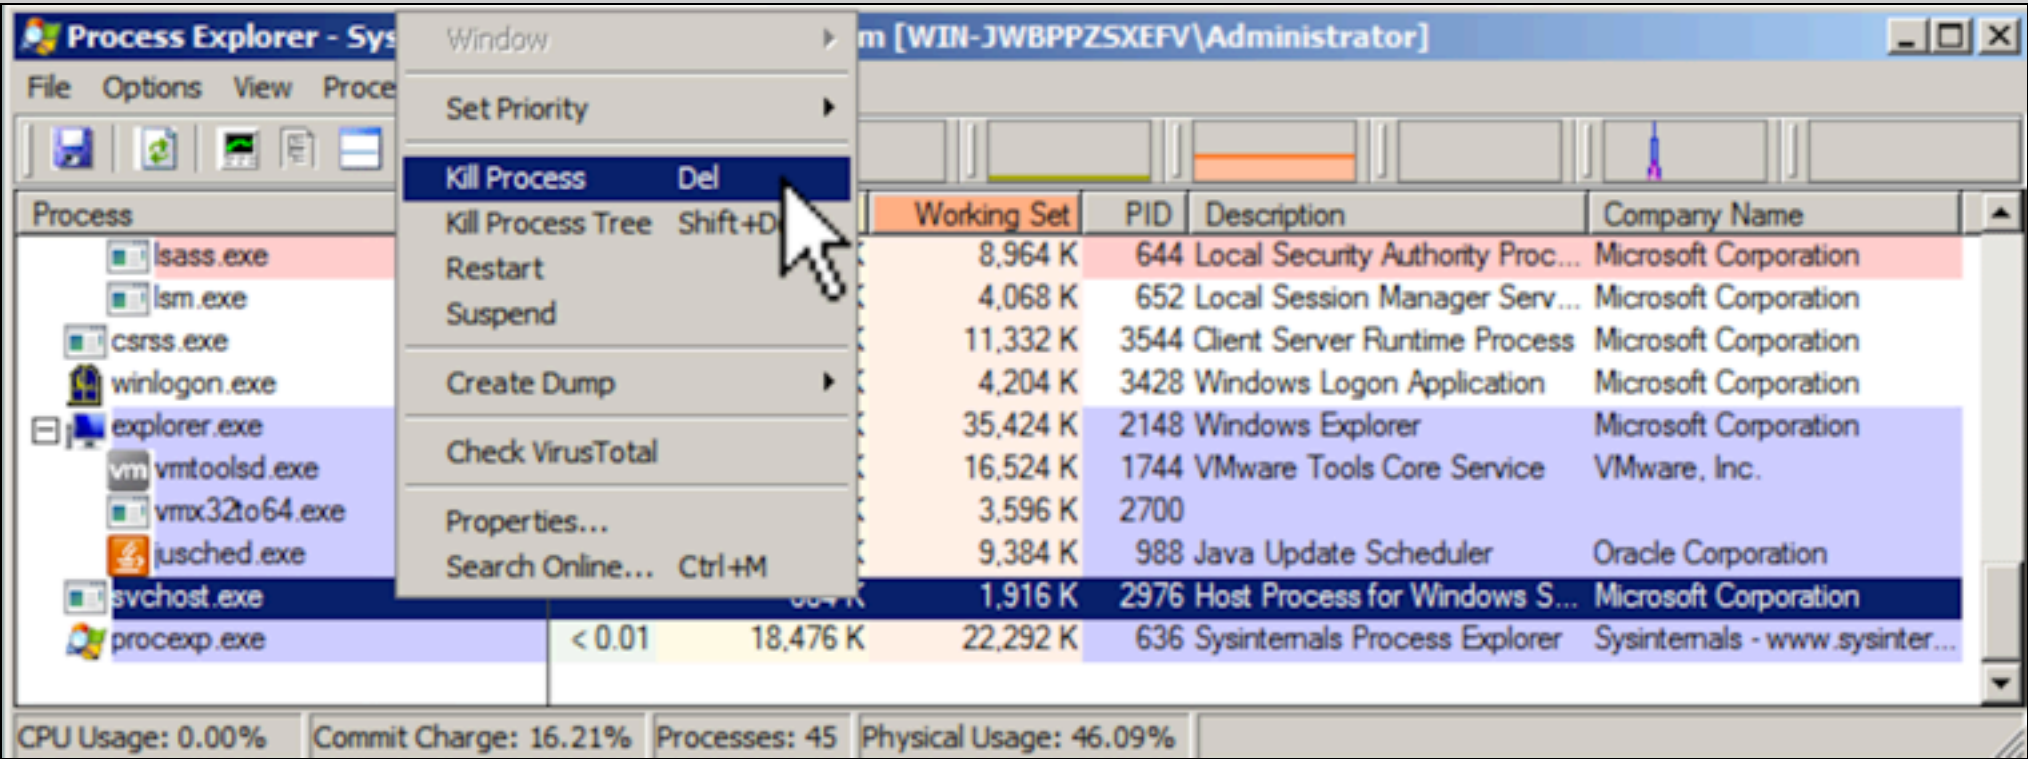 Process Explorer - Sys m [WIN-JWBPPZSXEFV\Administrator]
File Options View Proce
Window
Set Priority
Kill Process Del
Kill Process Tree Shift+D
Restart
Suspend
Create Dump
Check VirusTotal
Properties...
Search Online... Ctrl+M
Process Working Set PID Description Company Name
lsass.exe 8,964 K 644 Local Security Authority Proc... Microsoft Corporation
lsm.exe 4,068 K 652 Local Session Manager Serv... Microsoft Corporation
csrss.exe 11,332 K 3544 Client Server Runtime Process Microsoft Corporation
winlogon.exe 4,204 K 3428 Windows Logon Application Microsoft Corporation
explorer.exe 35,424 K 2148 Windows Explorer Microsoft Corporation
vm vmtoolsd.exe 16,524 K 1744 VMware Tools Core Service VMware, Inc.
vmx32to64.exe 3,596 K 2700
jusched.exe 9,384 K 988 Java Update Scheduler Oracle Corporation
svchost.exe K 1,916 K 2976 Host Process for Windows S... Microsoft Corporation
procexp.exe < 0.01 18,476 K 22,292 K 636 Sysinternals Process Explorer Sysinternals - www.sysinter...
CPU Usage: 0.00% Commit Charge: 16.21% Processes: 45 Physical Usage: 46.09%